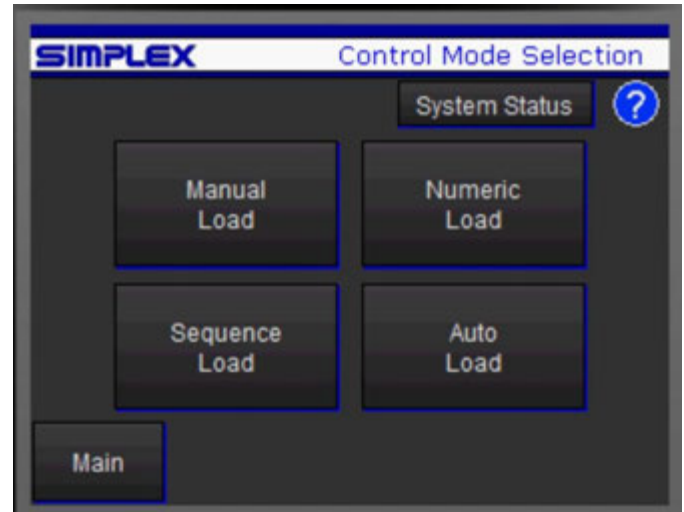 SIMPLEX Control Mode Selection
System Status ?
Manual Load
Numeric Load
Sequence Load
Auto Load
Main